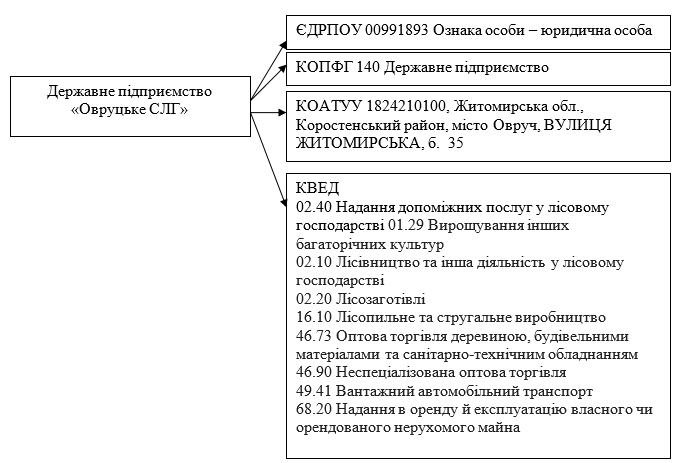 Державне підприємство
«Овруцьке СЛГ»
ЄДРПОУ 00991893 Ознака особи – юридична особа
КОПФГ 140 Державне підприємство
КОАТУУ 1824210100, Житомирська обл.,
Коростенський район, місто Овруч, ВУЛИЦЯ
ЖИТОМИРСЬКА, б. 35
КВЕД
02.40 Надання допоміжних послуг у лісовому
господарстві 01.29 Вирощування інших
багаторічних культур
02.10 Лісівництво та інша діяльність у лісовому
господарстві
02.20 Лісозаготівлі
16.10 Лісопильне та стругальне виробництво
46.73 Оптова торгівля деревиною, будівельними
матеріалами та санітарно-технічним обладнанням
46.90 Неспеціалізована оптова торгівля
49.41 Вантажний автомобільний транспорт
68.20 Надання в оренду й експлуатацію власного чи
орендованого нерухомого майна